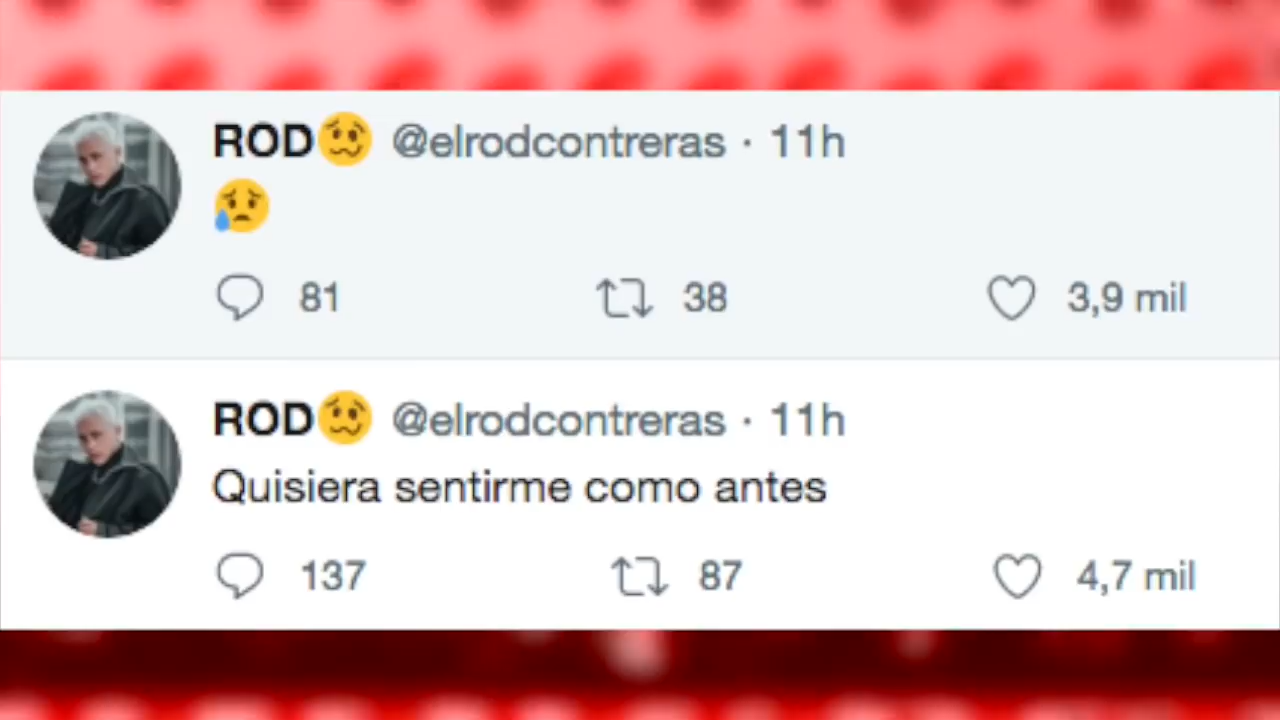 ROD🥴 @elrodcontreras · 11h
😥
81 38 3,9 mil
ROD🥴 @elrodcontreras · 11h
Quisiera sentirme como antes
137 87 4,7 mil